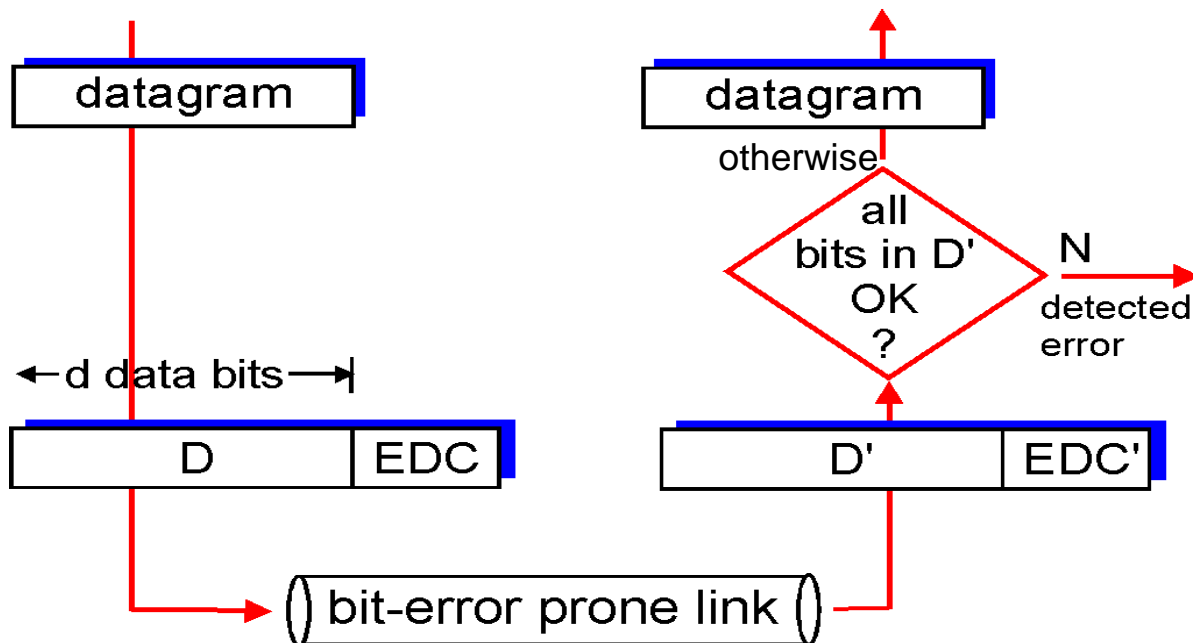 datagram
d data bits
D
EDC
bit-error prone link
datagram
otherwise
all
bits in D'
OK
?
N
detected
error
D'
EDC'